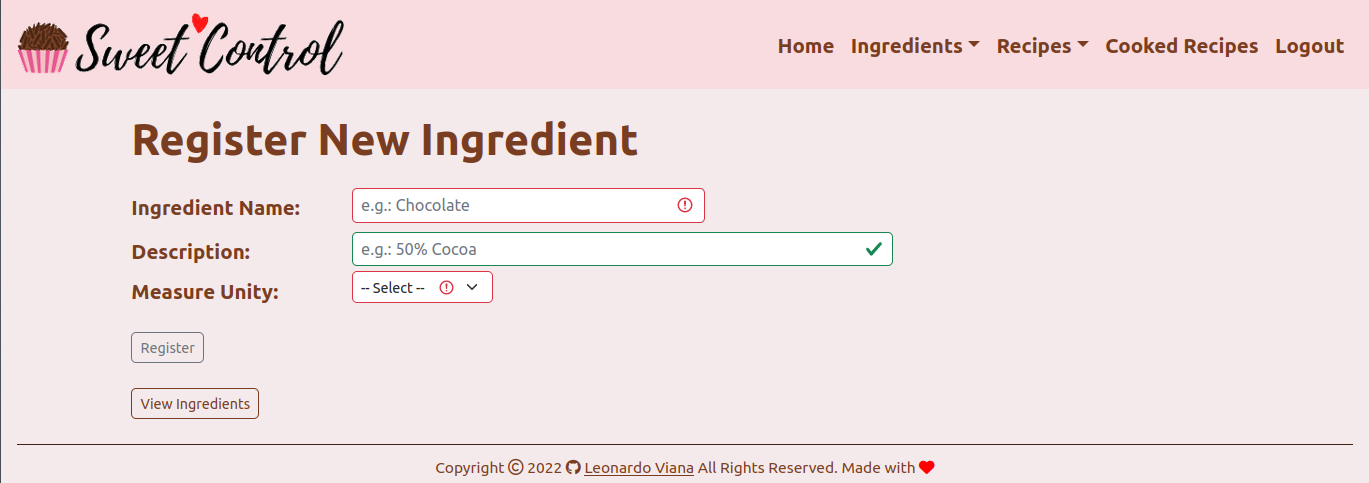 Sweet Control
Home Ingredients Recipes Cooked Recipes Logout
Register New Ingredient
Ingredient Name: e.g.: Chocolate
Description: e.g.: 50% Cocoa
Measure Unity: -- Select --
Register
View Ingredients
Copyright © 2022 Leonardo Viana All Rights Reserved. Made with